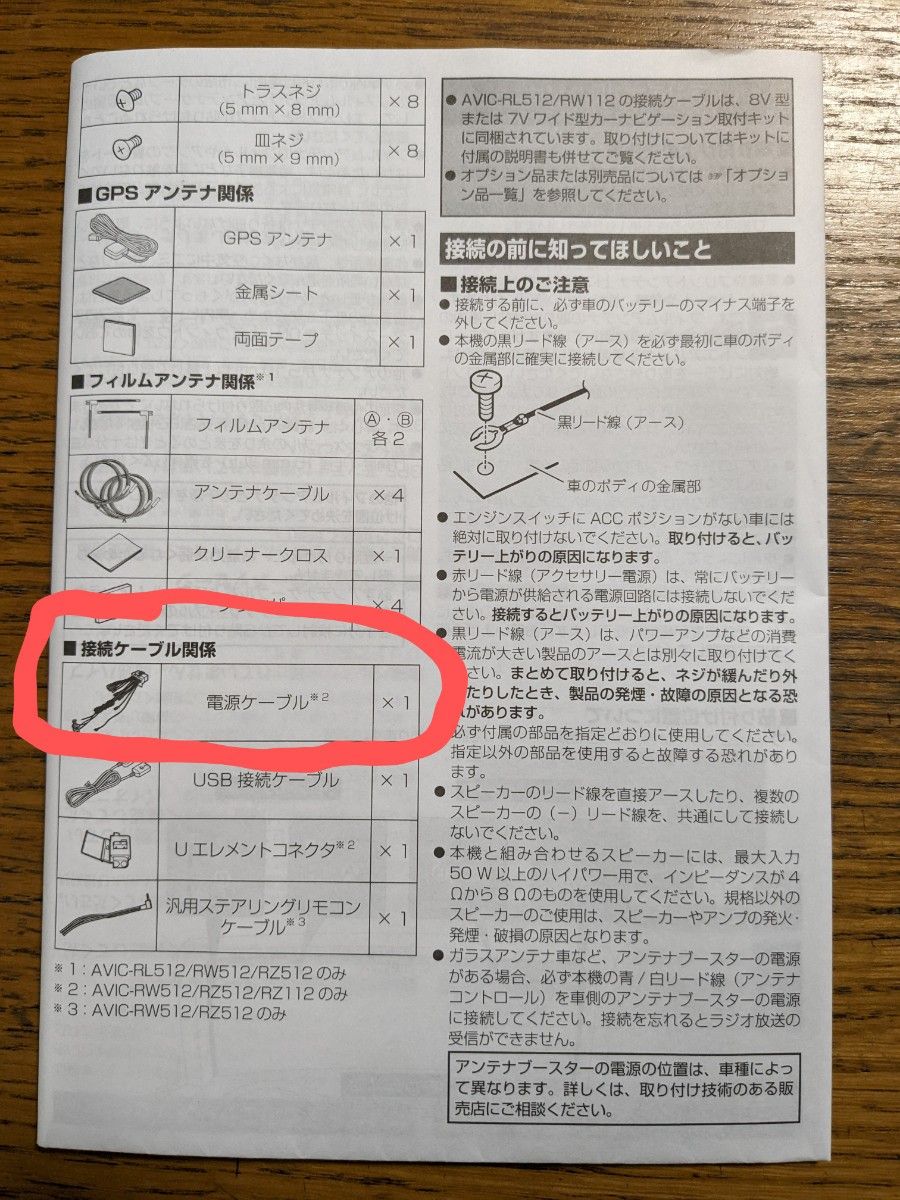 トラスネジ
(5 mm × 8 mm)
× 8
皿ネジ
(5 mm × 9 mm)
× 8
■GPS アンテナ関係
GPS アンテナ
× 1
金属シート
× 1
両面テープ
× 1
■フィルムアンテナ関係※1
フィルムアンテナ
Ⓐ・Ⓑ
各2
アンテナケーブル
× 4
クリーナークロス
× 1
× 4
■接続ケーブル関係
電源ケーブル※2
× 1
USB 接続ケーブル
× 1
U エレメントコネクタ※2
× 1
汎用ステアリングリモコン
ケーブル※3
× 1
※1：AVIC-RL512/RW512/RZ512 のみ
※2：AVIC-RW512/RZ512/RZ112 のみ
※3：AVIC-RW512/RZ512 のみ
● AVIC-RL512/RW112 の接続ケーブルは、8V 型
または 7V ワイド型カーナビゲーション取付キット
に同梱されています。取り付けについてはキットに
付属の説明書も併せてご覧ください。
● オプション品または別売品については ☞「オプショ
ン品一覧」を参照してください。
接続の前に知ってほしいこと
■接続上のご注意
● 接続する前に、必ず車のバッテリーのマイナス端子を
外してください。
● 本機の黒リード線（アース）を必ず最初に車のボディ
の金属部に確実に接続してください。
黒リード線（アース）
車のボディの金属部
● エンジンスイッチに ACC ポジションがない車には
絶対に取り付けないでください。取り付けると、バッ
テリー上がりの原因になります。
● 赤リード線（アクセサリー電源）は、常にバッテリー
から電源が供給される電源回路には接続しないでくだ
さい。接続するとバッテリー上がりの原因になります。
● 黒リード線（アース）は、パワーアンプなどの消費
電流が大きい製品のアースとは別々に取り付けてく
さい。まとめて取り付けると、ネジが緩んだり外
たりしたとき、製品の発煙・故障の原因となる恐
があります。
必ず付属の部品を指定どおりに使用してください。
指定以外の部品を使用すると故障する恐れがあり
ます。
● スピーカーのリード線を直接アースしたり、複数の
スピーカーの（−）リード線を、共通にして接続し
ないでください。
● 本機と組み合わせるスピーカーには、最大入力
50 W 以上のハイパワー用で、インピーダンスが 4
Ωから 8 Ωのものを使用してください。規格以外の
スピーカーのご使用は、スピーカーやアンプの発火・
発煙・破損の原因となります。
● ガラスアンテナ車など、アンテナブースターの電源
がある場合、必ず本機の青 / 白リード線（アンテナ
コントロール）を車側のアンテナブースターの電源
に接続してください。接続を忘れるとラジオ放送の
受信ができません。
アンテナブースターの電源の位置は、車種によっ
て異なります。詳しくは、取り付け技術のある販
売店にご相談ください。